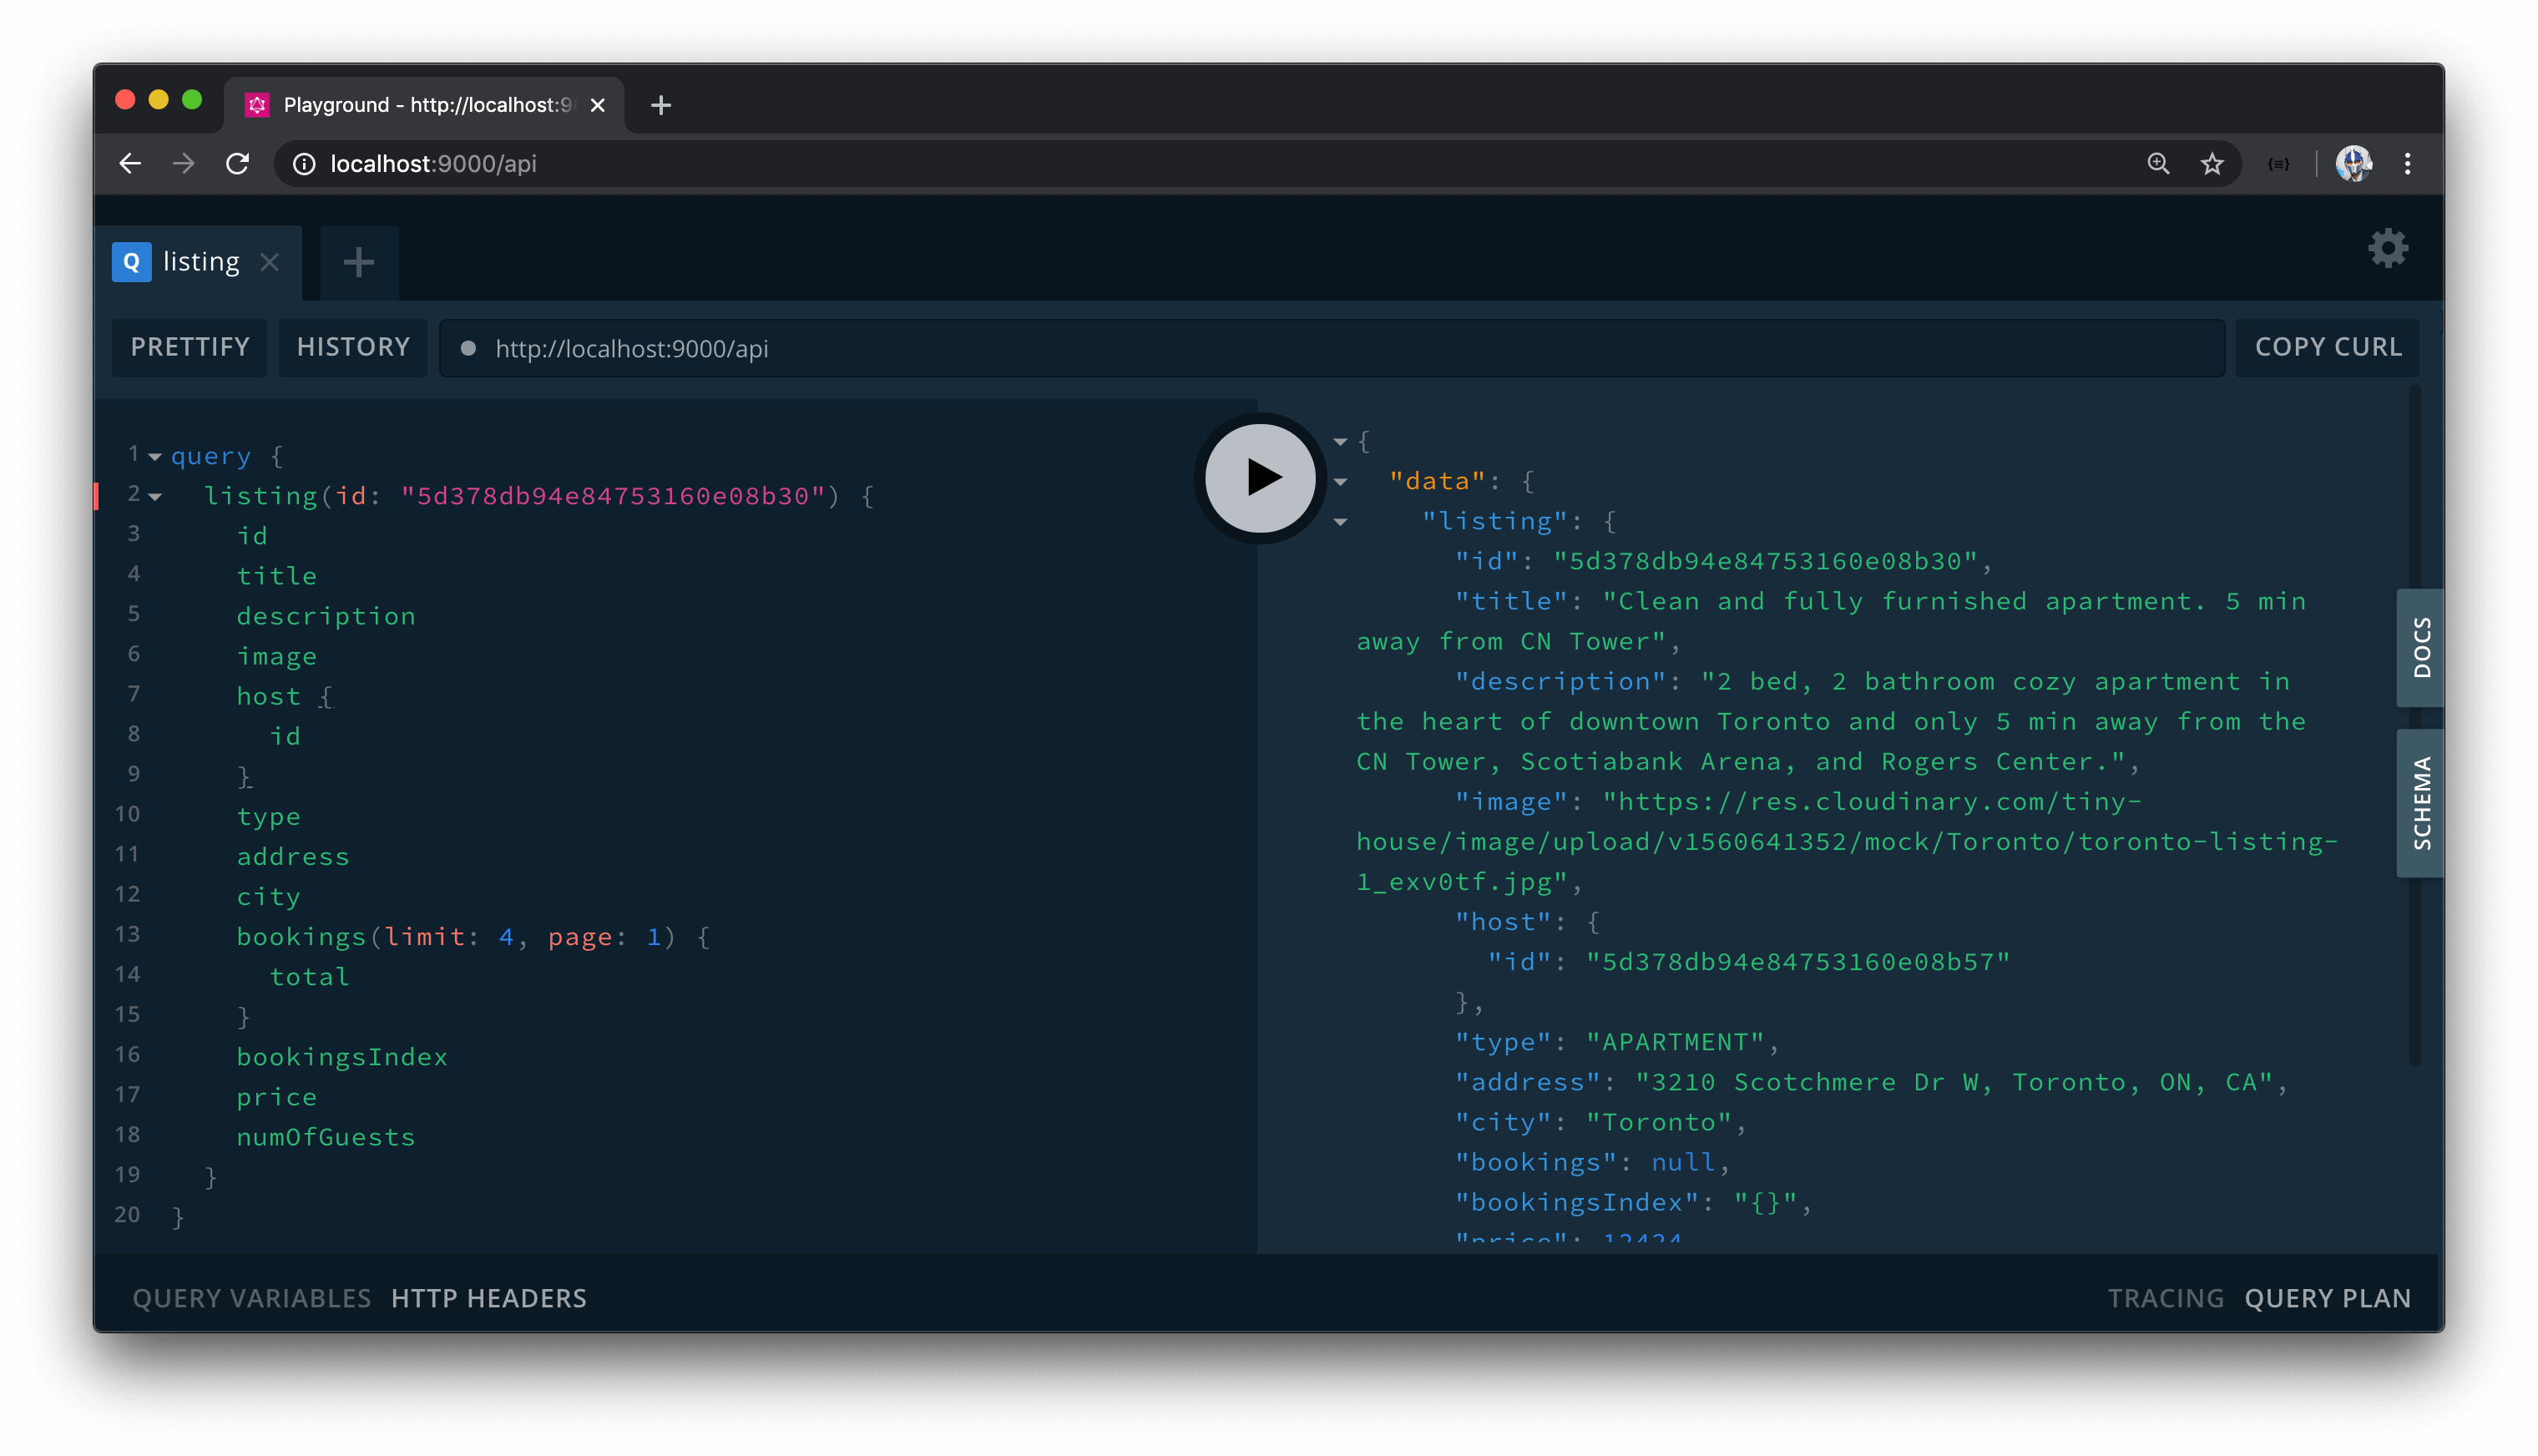 Playground - http://localhost:9
localhost:9000/api
Q listing
PRETTIFY HISTORY http://localhost:9000/api COPY CURL
1 query {
2 listing(id: "5d378db94e84753160e08b30") {
3 id
4 title
5 description
6 image
7 host {
8 id
9 }
10 type
11 address
12 city
13 bookings(limit: 4, page: 1) {
14 total
15 }
16 bookingsIndex
17 price
18 numOfGuests
19 }
20 }
{
"data": {
"listing": {
"id": "5d378db94e84753160e08b30",
"title": "Clean and fully furnished apartment. 5 min
away from CN Tower",
"description": "2 bed, 2 bathroom cozy apartment in
the heart of downtown Toronto and only 5 min away from the
CN Tower, Scotiabank Arena, and Rogers Center.",
"image": "https://res.cloudinary.com/tiny-
house/image/upload/v1560641352/mock/Toronto/toronto-listing-
1_exv0tf.jpg",
"host": {
"id": "5d378db94e84753160e08b57"
},
"type": "APARTMENT",
"address": "3210 Scotchmere Dr W, Toronto, ON, CA",
"city": "Toronto",
"bookings": null,
"bookingsIndex": "{}",
"price": 12424
DOCS
SCHEMA
QUERY VARIABLES HTTP HEADERS
TRACING QUERY PLAN